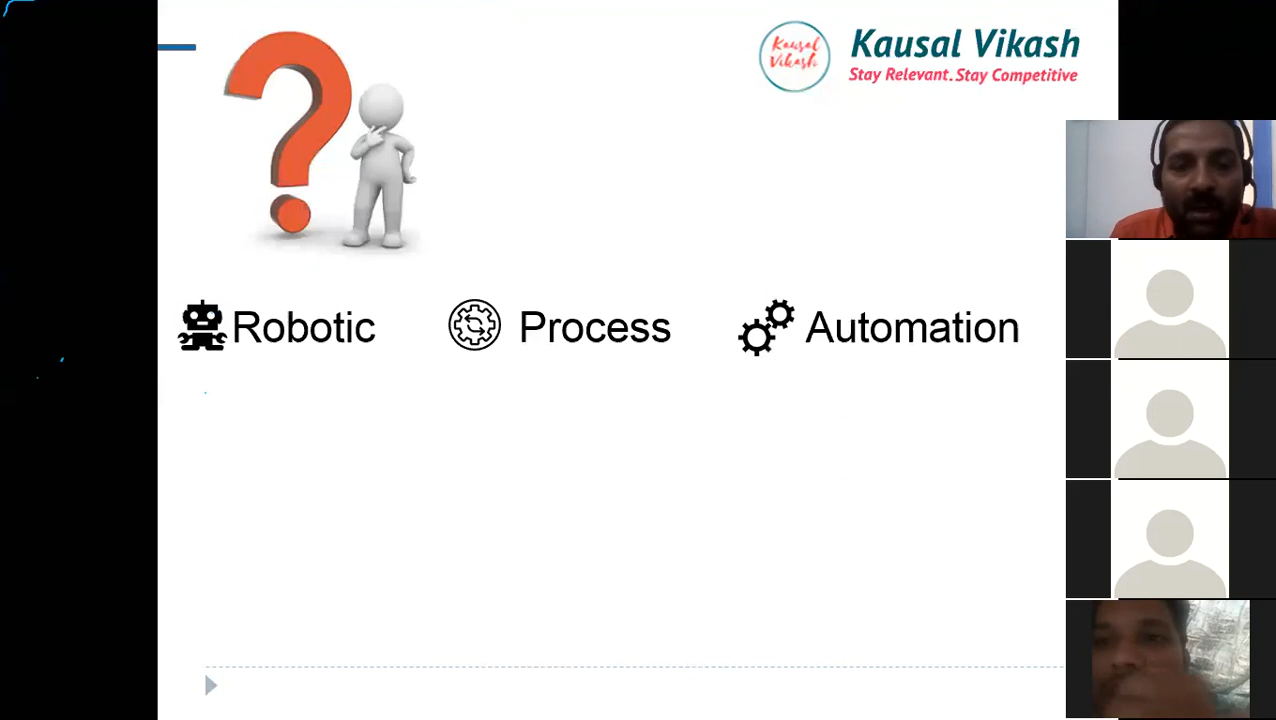 Kausal Vikash
Kausal Vikash
Stay Relevant. Stay Competitive
Robotic Process Automation